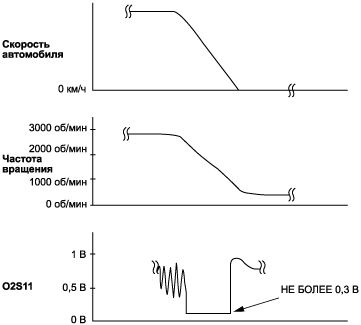 Скорость
автомобиля
0 км/ч
3000 об/мин
2000 об/мин
Частота
вращения
1000 об/мин
0 об/мин
1 В
0,5 В
O2S11
НЕ БОЛЕЕ 0,3 В
0 В